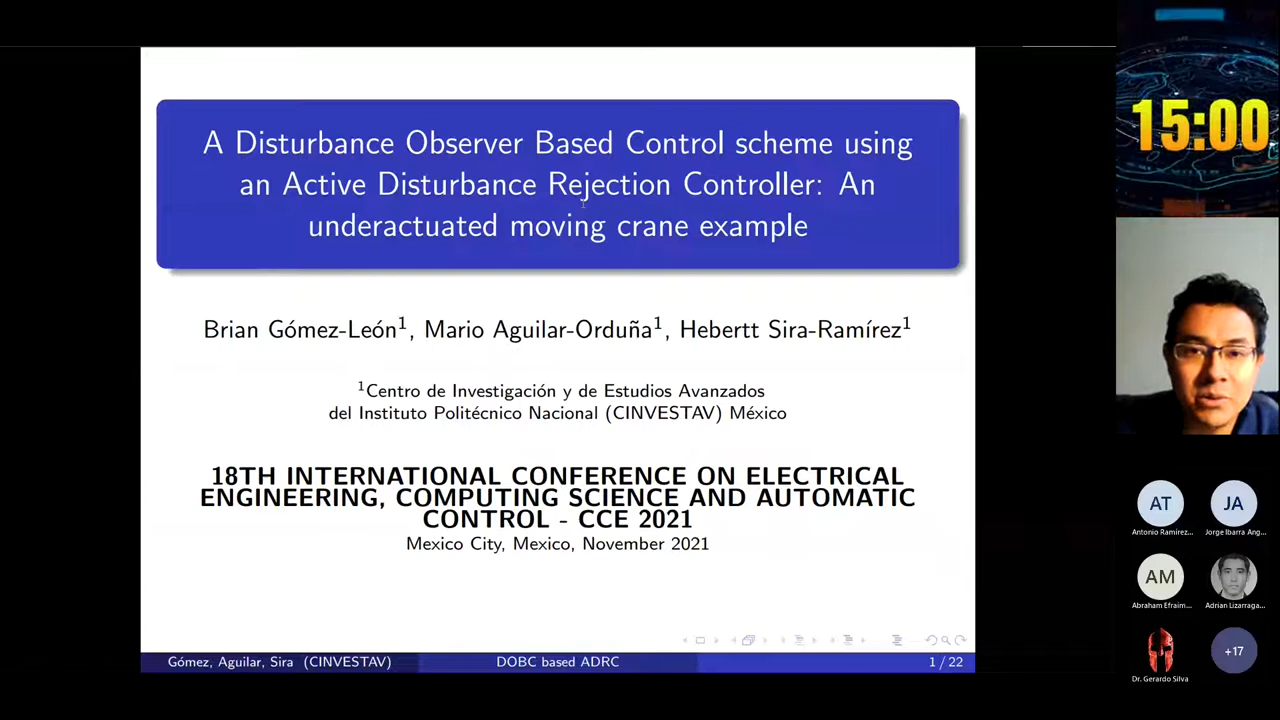 A Disturbance Observer Based Control scheme using
an Active Disturbance Rejection Controller: An
underactuated moving crane example
Brian Gómez-León1, Mario Aguilar-Orduña1, Hebertt Sira-Ramírez1
1Centro de Investigación y de Estudios Avanzados
del Instituto Politécnico Nacional (CINVESTAV) México
18TH INTERNATIONAL CONFERENCE ON ELECTRICAL
ENGINEERING, COMPUTING SCIENCE AND AUTOMATIC
CONTROL - CCE 2021
Mexico City, Mexico, November 2021
Gómez, Aguilar, Sira (CINVESTAV)
DOBC based ADRC
1 / 22
15:00
AT
JA
Antonio Ramírez...
Jorge Ibarra Ang...
AM
Abraham Efraim...
Adrian Lizarraga...
Dr. Gerardo Silva
+17